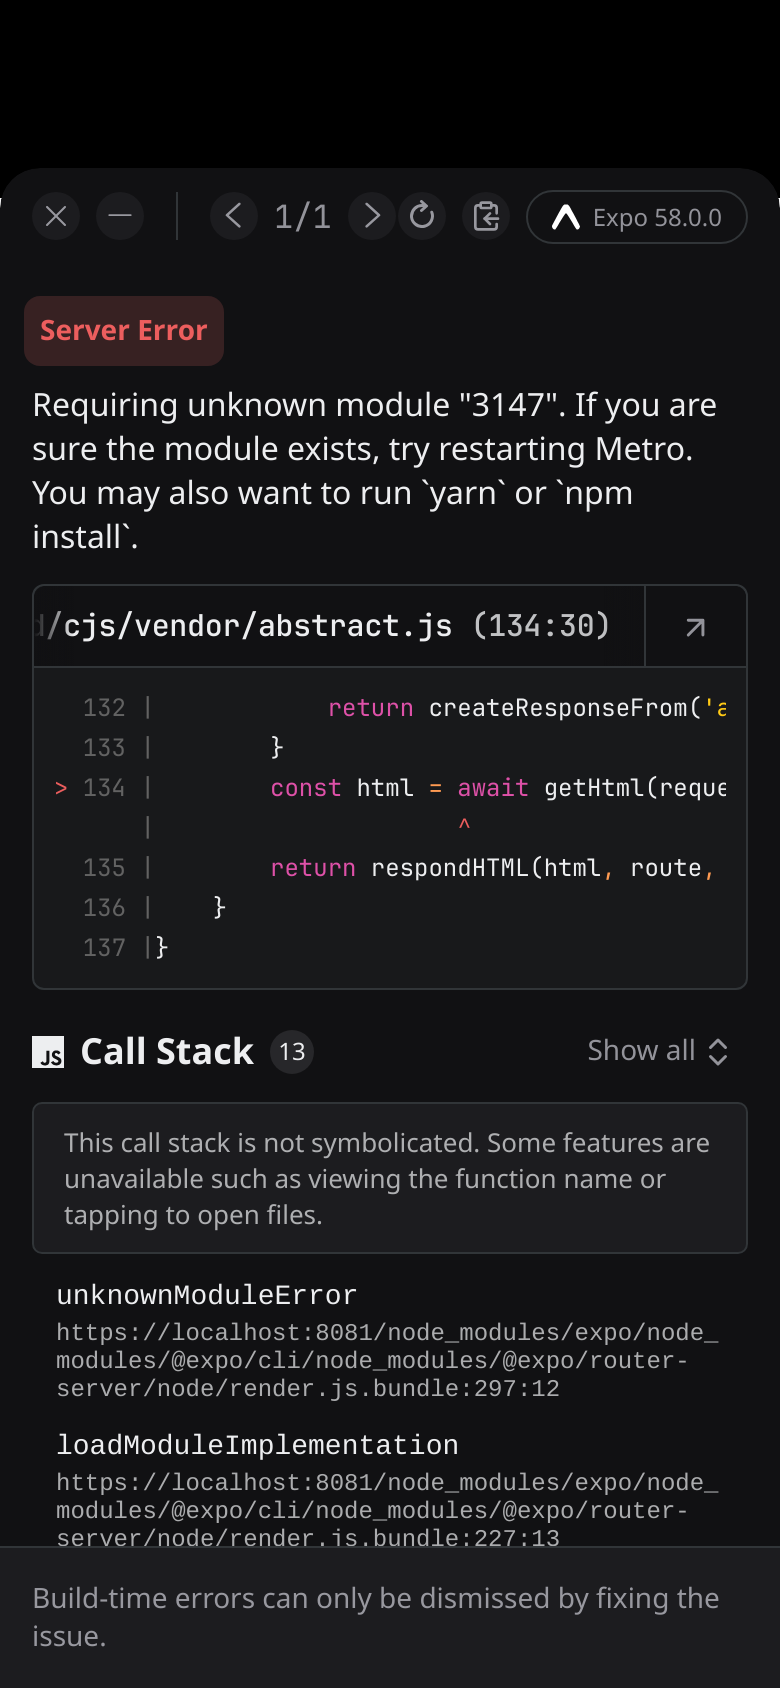 1/1
Expo 58.0.0
Server Error
Requiring unknown module "3147". If you are
sure the module exists, try restarting Metro.
You may also want to run `yarn` or `npm
install`.
/cjs/vendor/abstract.js (134:30)
132 | return createResponseFrom('a
133 | }
> 134 | const html = await getHtml(reque
| ^
135 | return respondHTML(html, route,
136 | }
137 |}
JS Call Stack 13
Show all
This call stack is not symbolicated. Some features are
unavailable such as viewing the function name or
tapping to open files.
unknownModuleError
https://localhost:8081/node_modules/expo/node_
modules/@expo/cli/node_modules/@expo/router-
server/node/render.js.bundle:297:12
loadModuleImplementation
https://localhost:8081/node_modules/expo/node_
modules/@expo/cli/node_modules/@expo/router-
server/node/render.js.bundle:227:13
Build-time errors can only be dismissed by fixing the
issue.